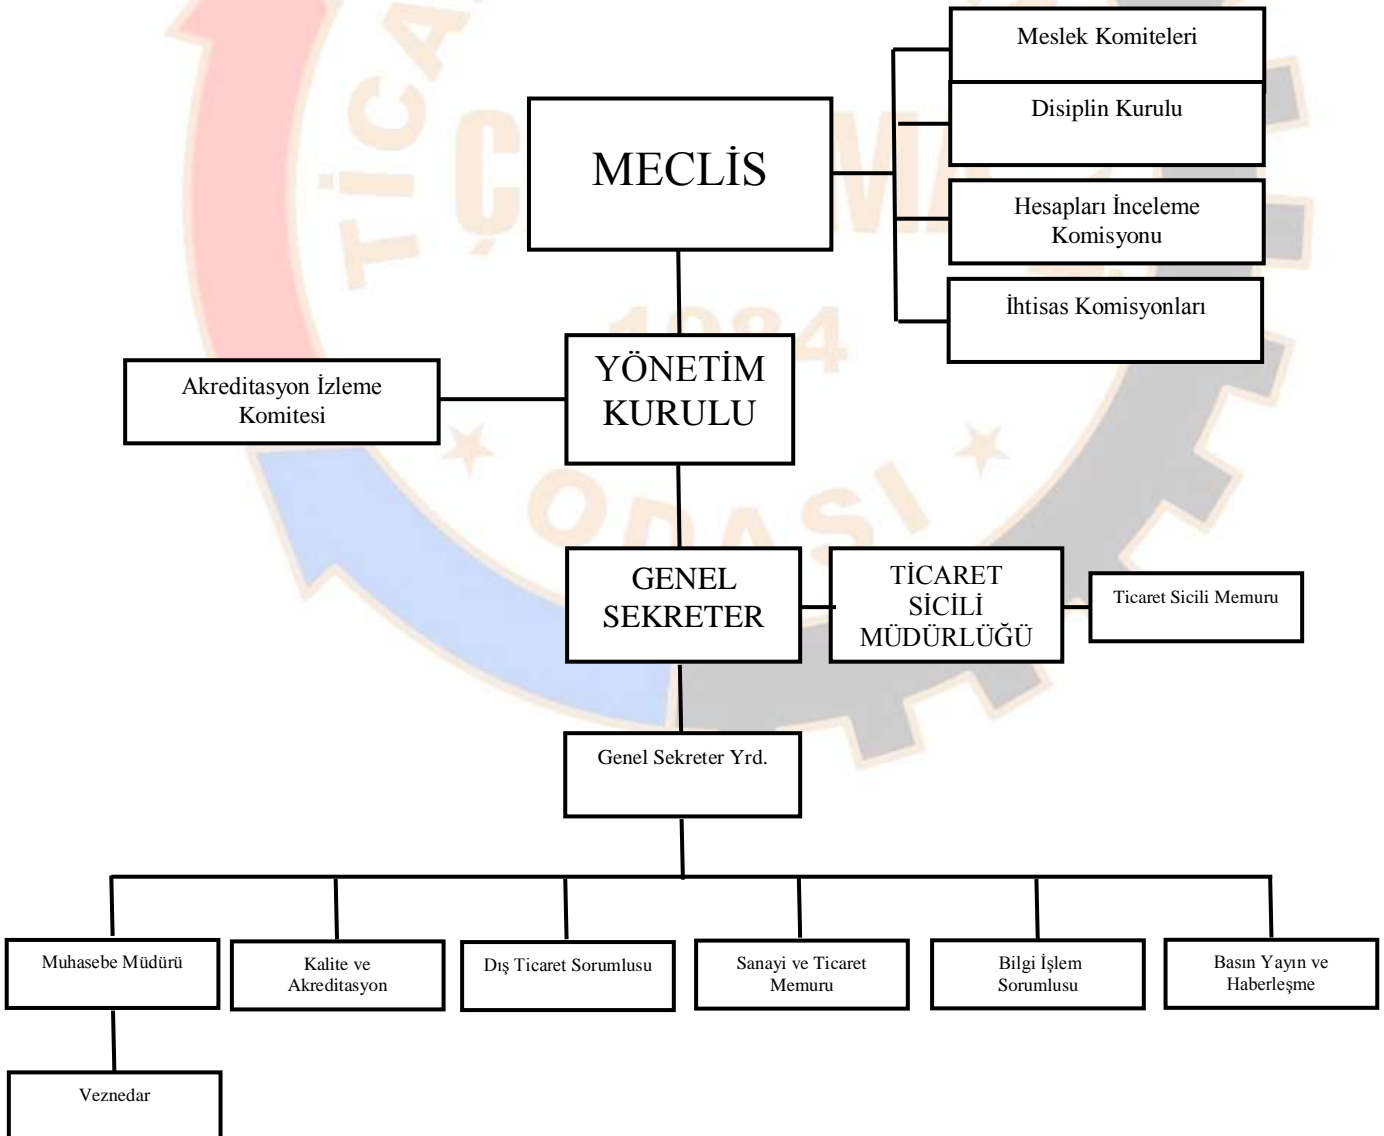 Meslek Komiteleri
Disiplin Kurulu
MECLİS
Hesapları İnceleme
Komisyonu
İhtisas Komisyonları
YÖNETİM
KURULU
Akreditasyon İzleme
Komitesi
GENEL
SEKRETER
TİCARET
SİCİLİ
MÜDÜRLÜĞÜ
Ticaret Sicili Memuru
Genel Sekreter Yrd.
Muhasebe Müdürü
Kalite ve
Akreditasyon
Dış Ticaret Sorumlusu
Sanayi ve Ticaret
Memuru
Bilgi İşlem
Sorumlusu
Basın Yayın ve
Haberleşme
Veznedar
1984
ODASI